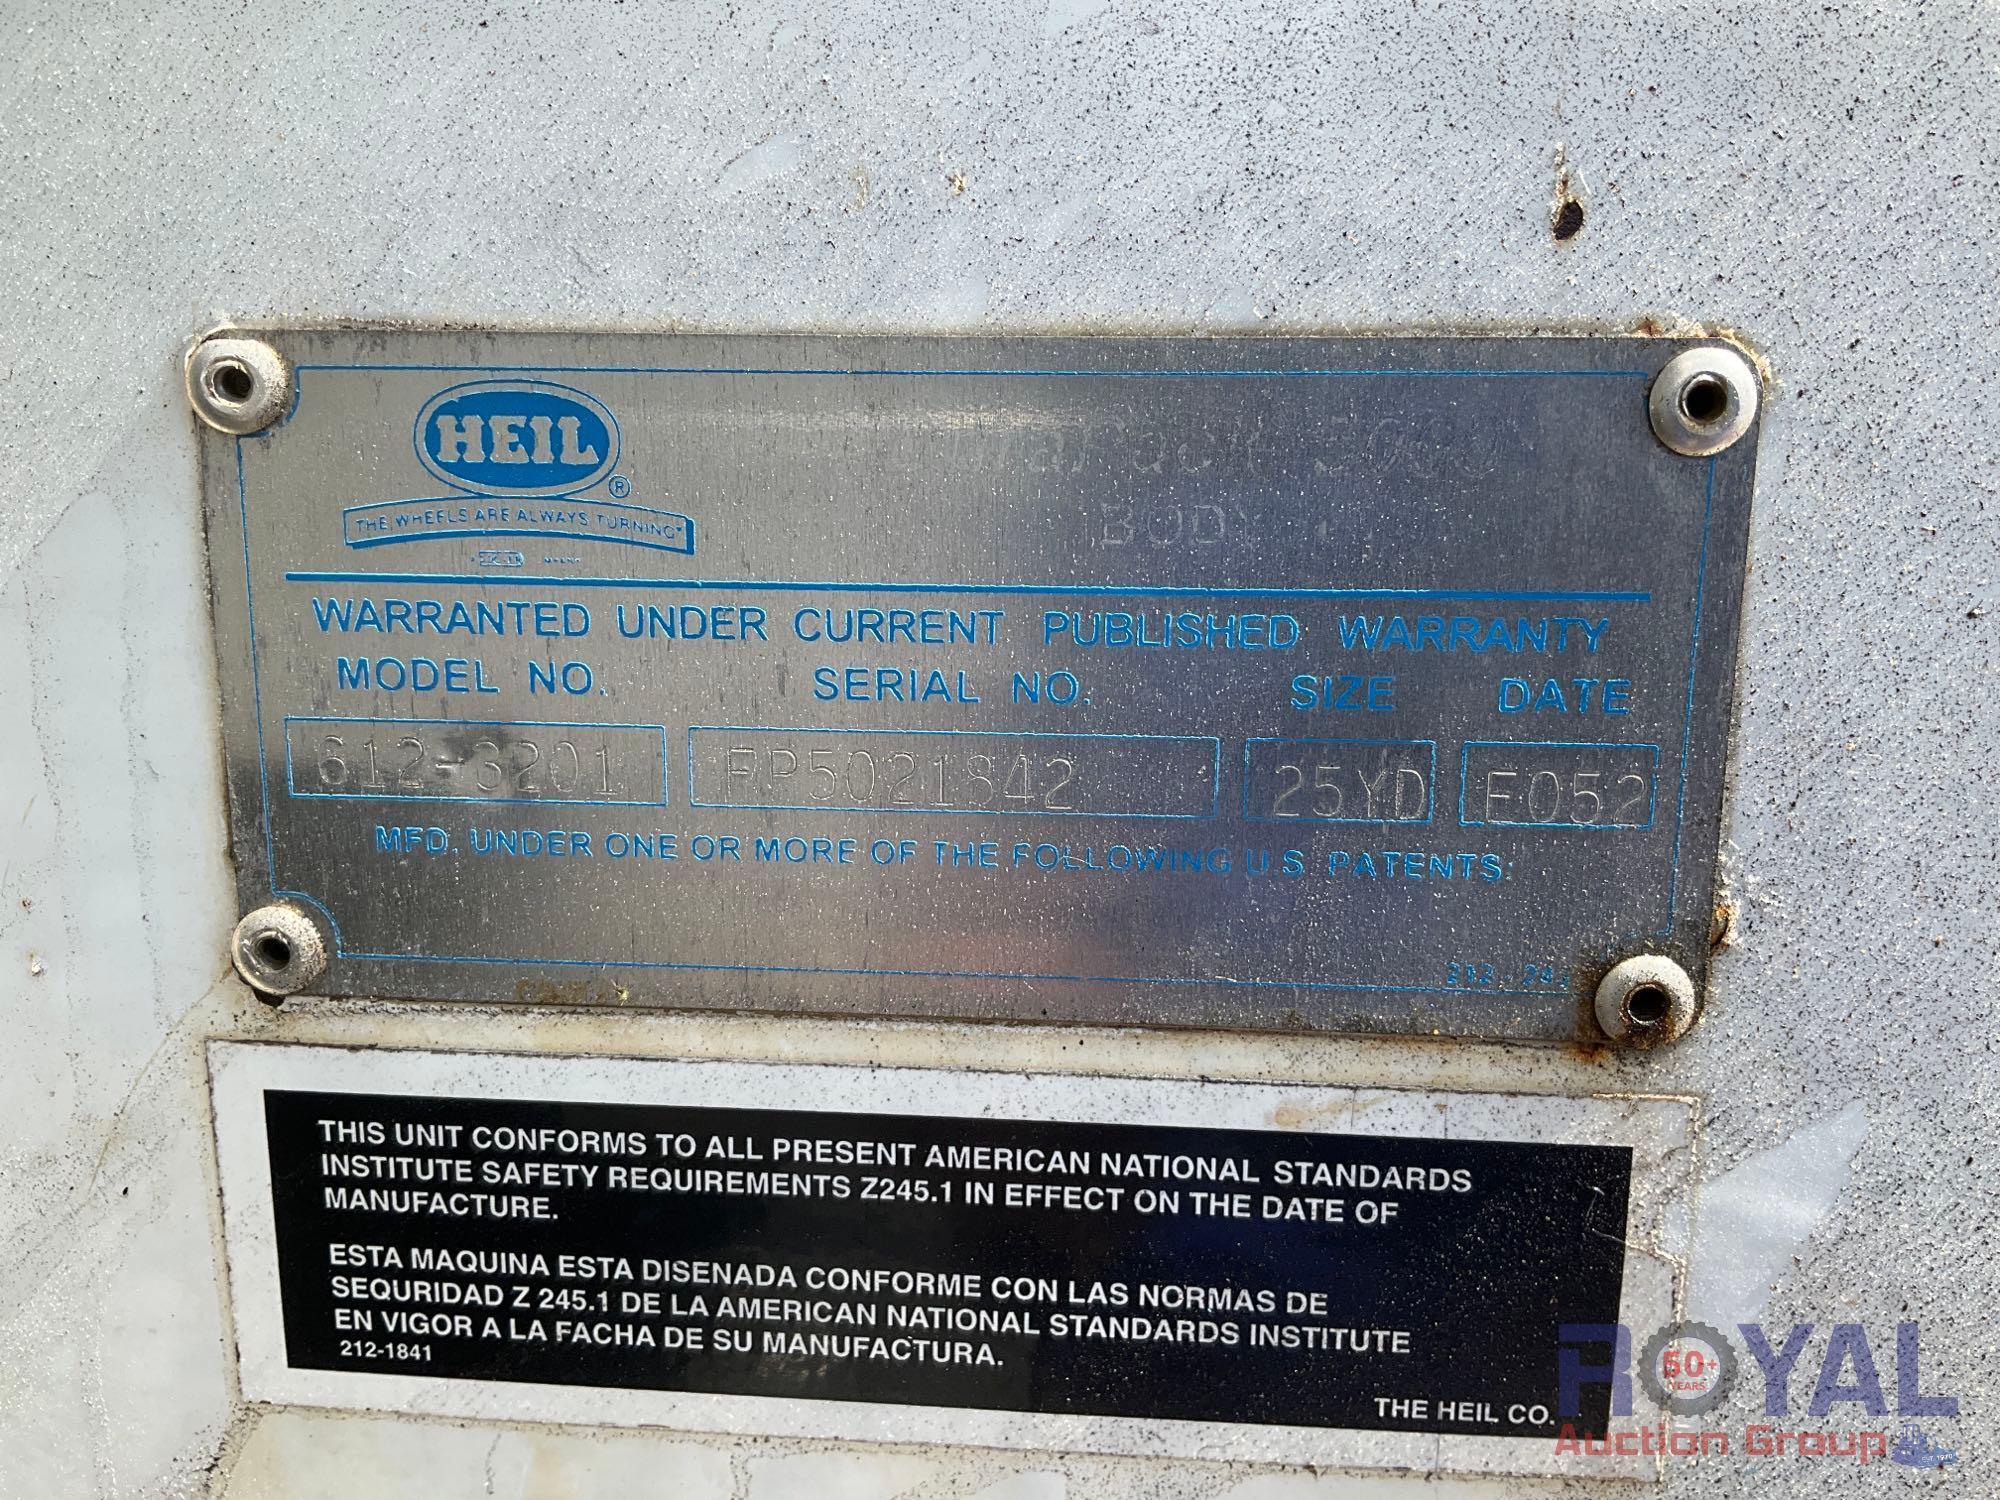 HEIL
®
THE WHEELS ARE ALWAYS TURNING
BODY
WARRANTED UNDER CURRENT PUBLISHED WARRANTY
MODEL NO. SERIAL NO. SIZE DATE
612-3201 FP5021842 25YD E052
MFD. UNDER ONE OR MORE OF THE FOLLOWING U.S. PATENTS:
THIS UNIT CONFORMS TO ALL PRESENT AMERICAN NATIONAL STANDARDS
INSTITUTE SAFETY REQUIREMENTS Z245.1 IN EFFECT ON THE DATE OF
MANUFACTURE.
ESTA MAQUINA ESTA DISENADA CONFORME CON LAS NORMAS DE
SEQURIDAD Z 245.1 DE LA AMERICAN NATIONAL STANDARDS INSTITUTE
EN VIGOR A LA FACHA DE SU MANUFACTURA.
212-1841
THE HEIL CO.
ROYAL
50+
YEARS
Auction Group
EST. 1970